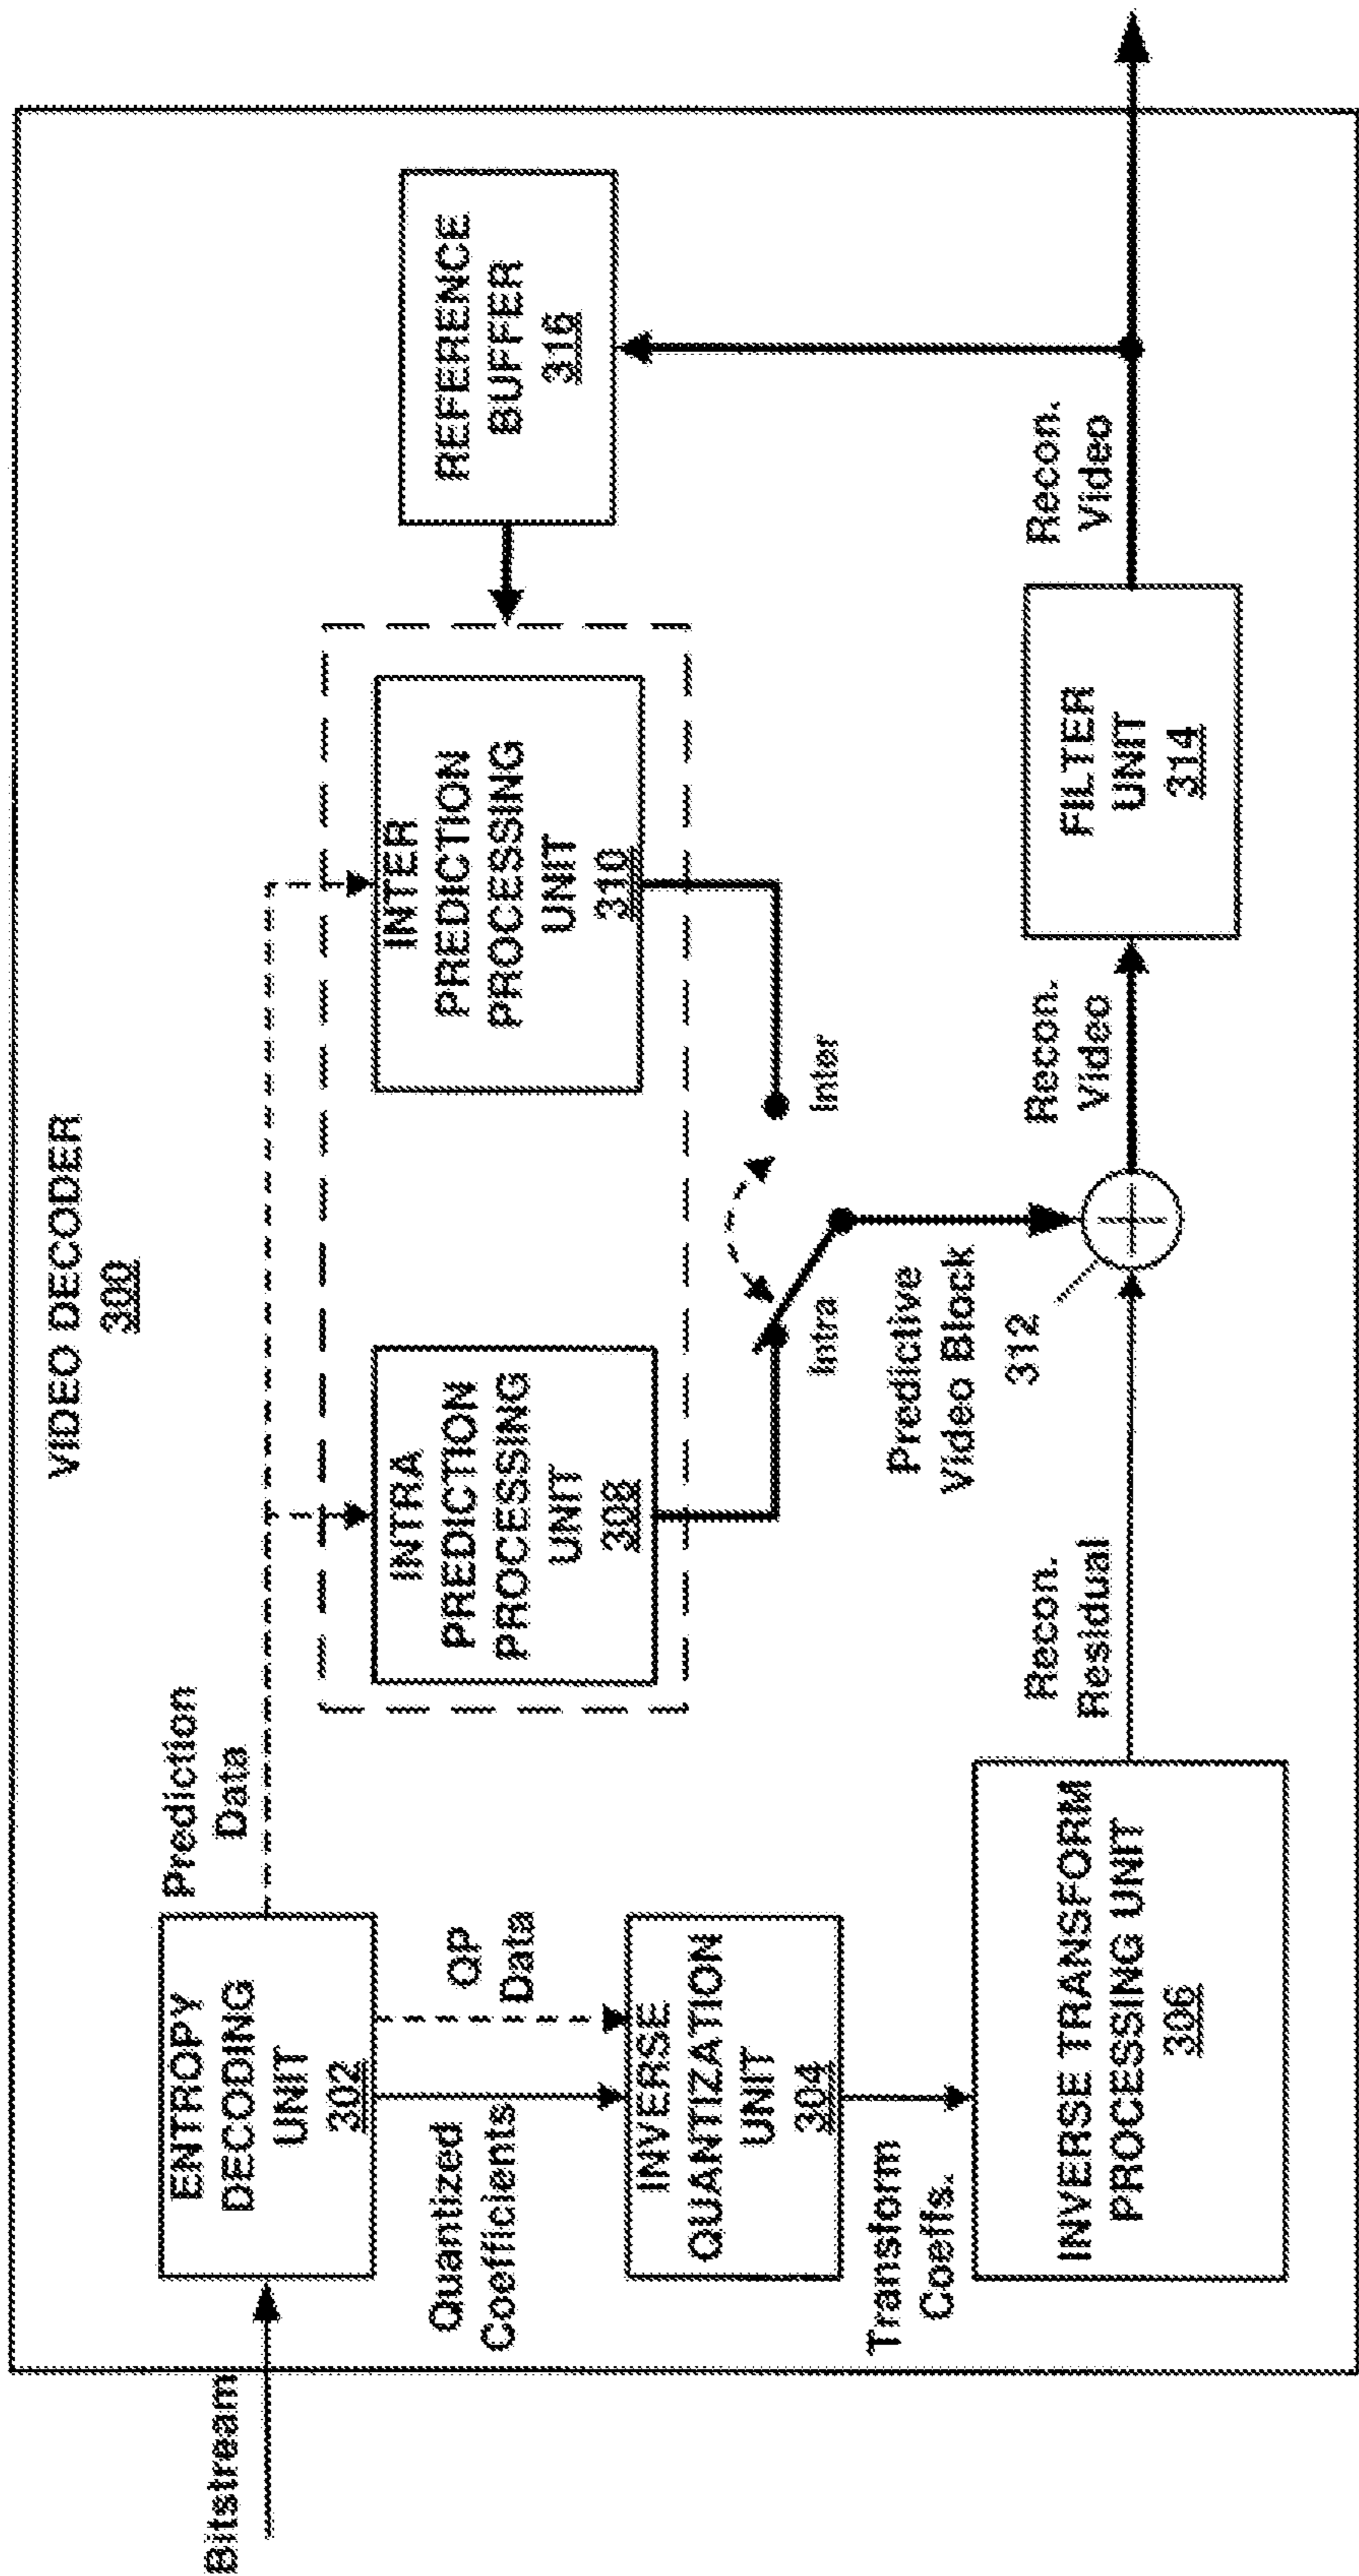 VIDEO DECODER
300
Bitstream
ENTROPY
DECODING
UNIT
302
Prediction
Data
Quantized
Coefficients
QP
Data
INVERSE
QUANTIZATION
UNIT
304
Transform
Coeffs.
INVERSE TRANSFORM
PROCESSING UNIT
306
Recon.
Residual
INTRA
PREDICTION
PROCESSING
UNIT
308
INTER
PREDICTION
PROCESSING
UNIT
310
REFERENCE
BUFFER
316
Intra
Inter
Predictive
Video Block
312
Recon.
Video
FILTER
UNIT
314
Recon.
Video